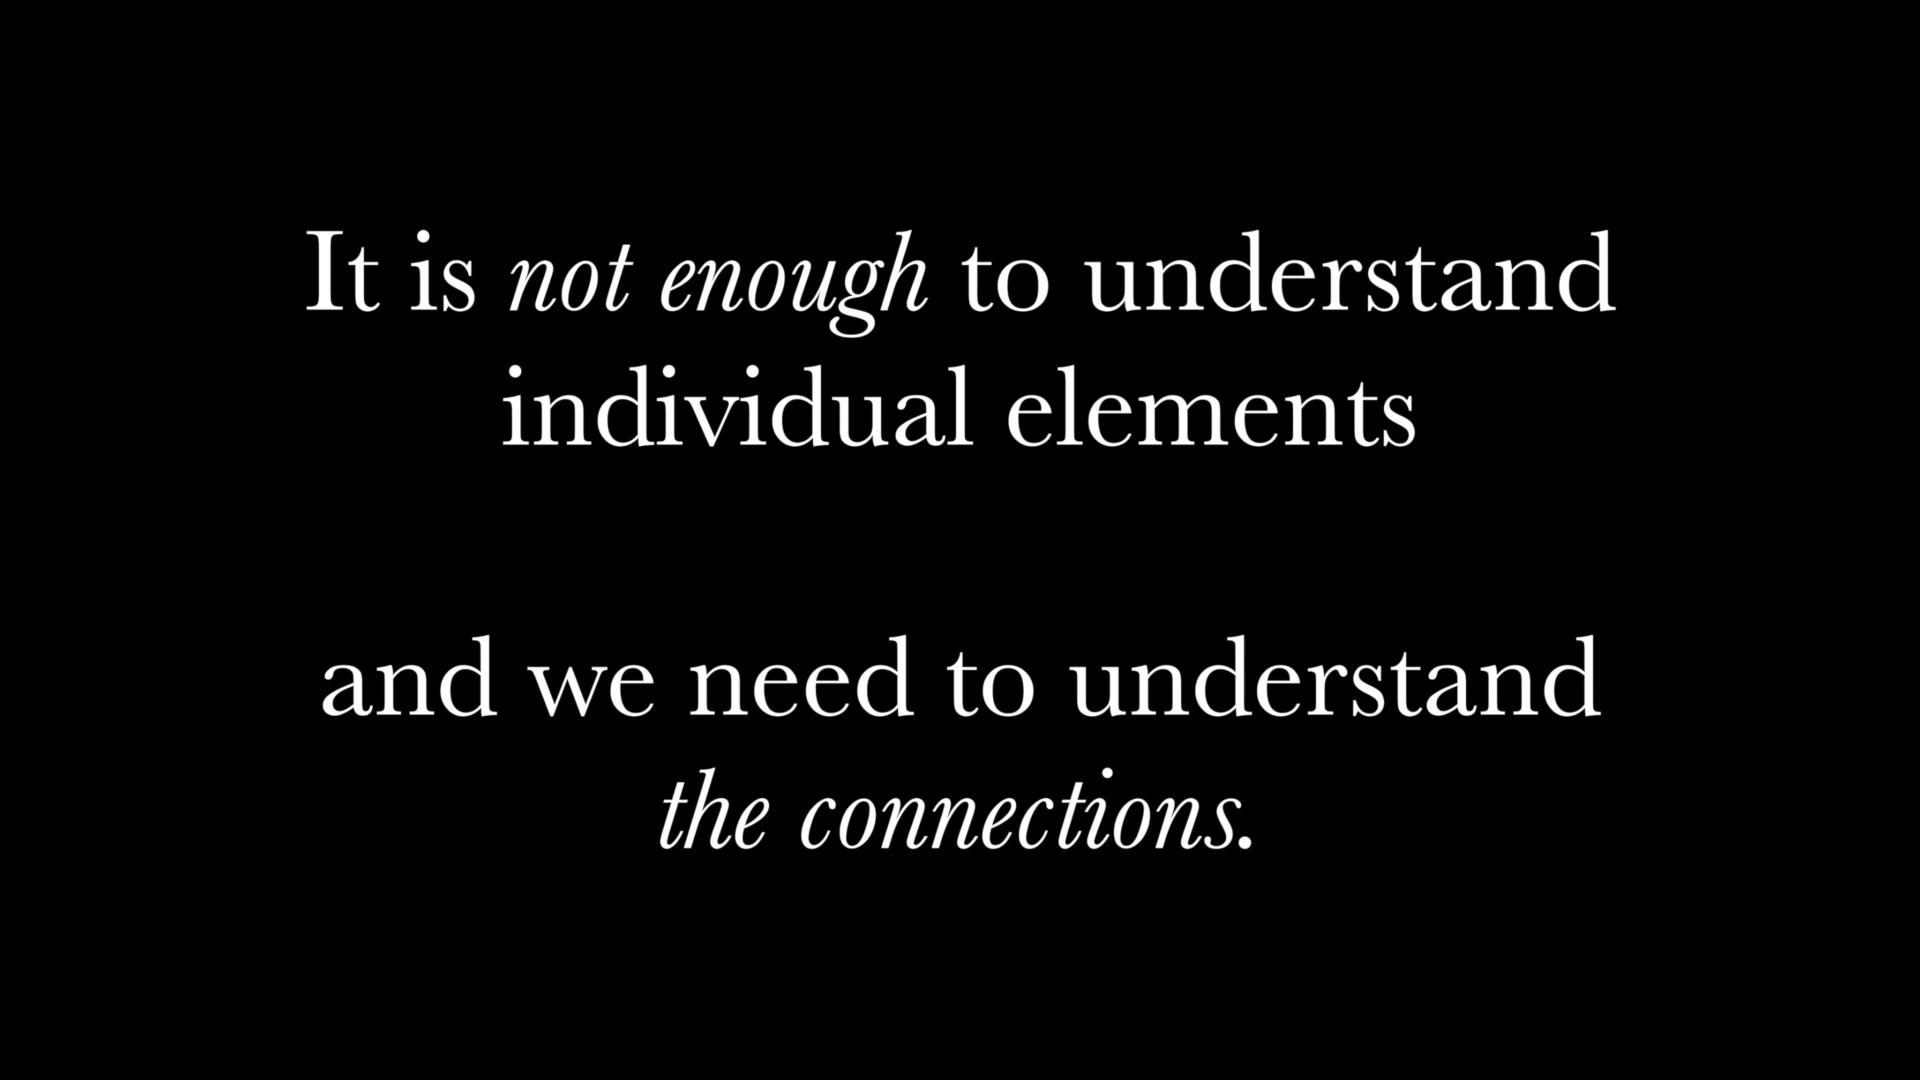 It is not enough to understand
individual elements
and we need to understand
the connections.